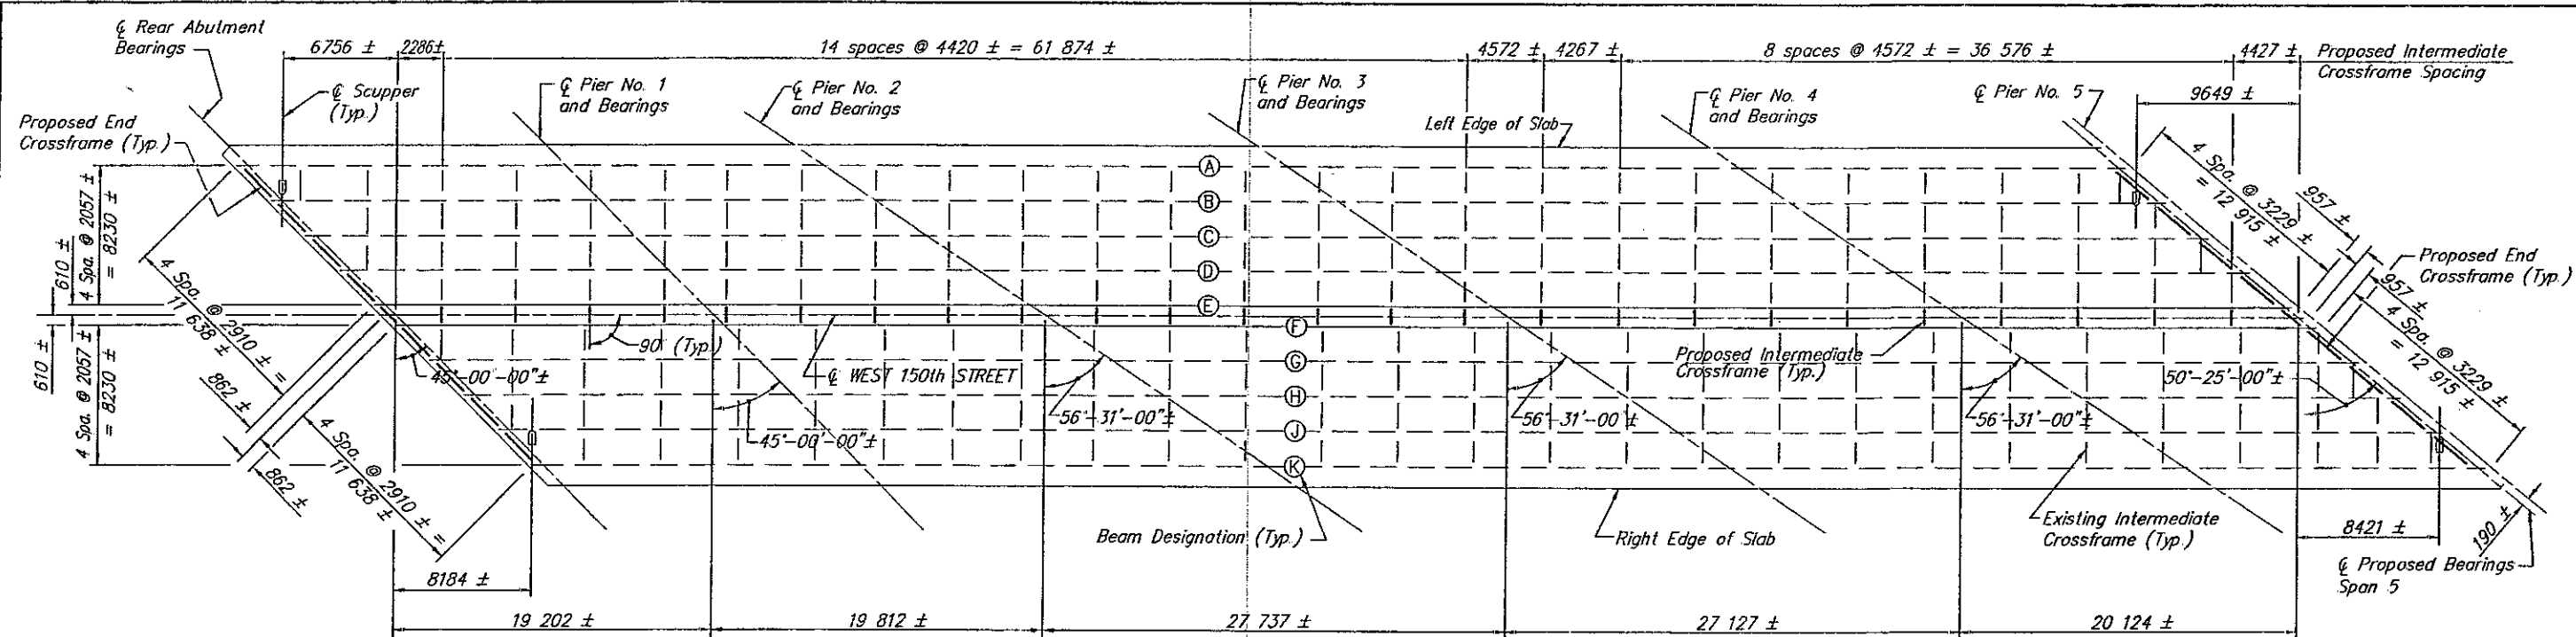 ℄ Rear Abutment
Bearings
6756 ±
2286±
14 spaces @ 4420 ± = 61 874 ±
4572 ±
4267 ±
8 spaces @ 4572 ± = 36 576 ±
4427 ±
Proposed Intermediate
Crossframe Spacing
℄ Scupper
(Typ.)
℄ Pier No. 1
and Bearings
℄ Pier No. 2
and Bearings
℄ Pier No. 3
and Bearings
℄ Pier No. 4
and Bearings
℄ Pier No. 5
9649 ±
Proposed End
Crossframe (Typ.)
Left Edge of Slab
4 Spa. @ 3229 ±
= 12 915 ±
957 ±
Proposed End
Crossframe (Typ.)
957 ±
4 Spa. @ 3229
= 12 915 ±
A
B
C
D
E
F
G
H
J
K
4 Spa. @ 2057 ±
= 8230 ±
610 ±
610 ±
4 Spa. @ 2057 ±
= 8230 ±
4 Spa. @ 2910 ± =
11 638 ±
862 ±
862 ±
4 Spa. @ 2910 ± =
11 638 ±
45°-00'-00"±
90° (Typ.)
℄ WEST 150th STREET
45°-00'-00"±
56°-31'-00"±
56°-31'-00"±
56°-31'-00"±
Proposed Intermediate
Crossframe (Typ.)
50°-25'-00"±
Beam Designation (Typ.)
Right Edge of Slab
Existing Intermediate
Crossframe (Typ.)
8421 ±
190 ±
℄ Proposed Bearings
Span 5
8184 ±
19 202 ±
19 812 ±
27 737 ±
27 127 ±
20 124 ±